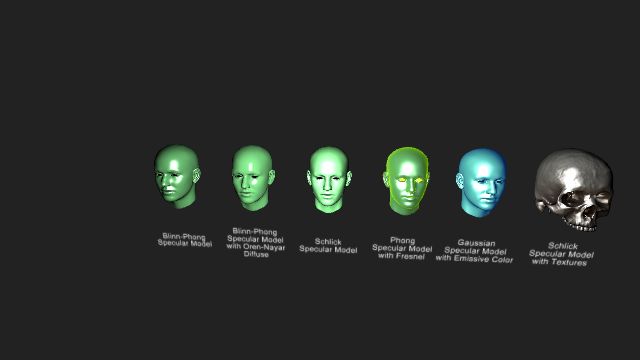 Blinn-Phong
Specular Model
Blinn-Phong
Specular Model
with Oren-Nayar
Diffuse
Schlick
Specular Model
Phong
Specular Model
with Fresnel
Gaussian
Specular Model
with Emissive Color
Schlick
Specular Model
with Textures